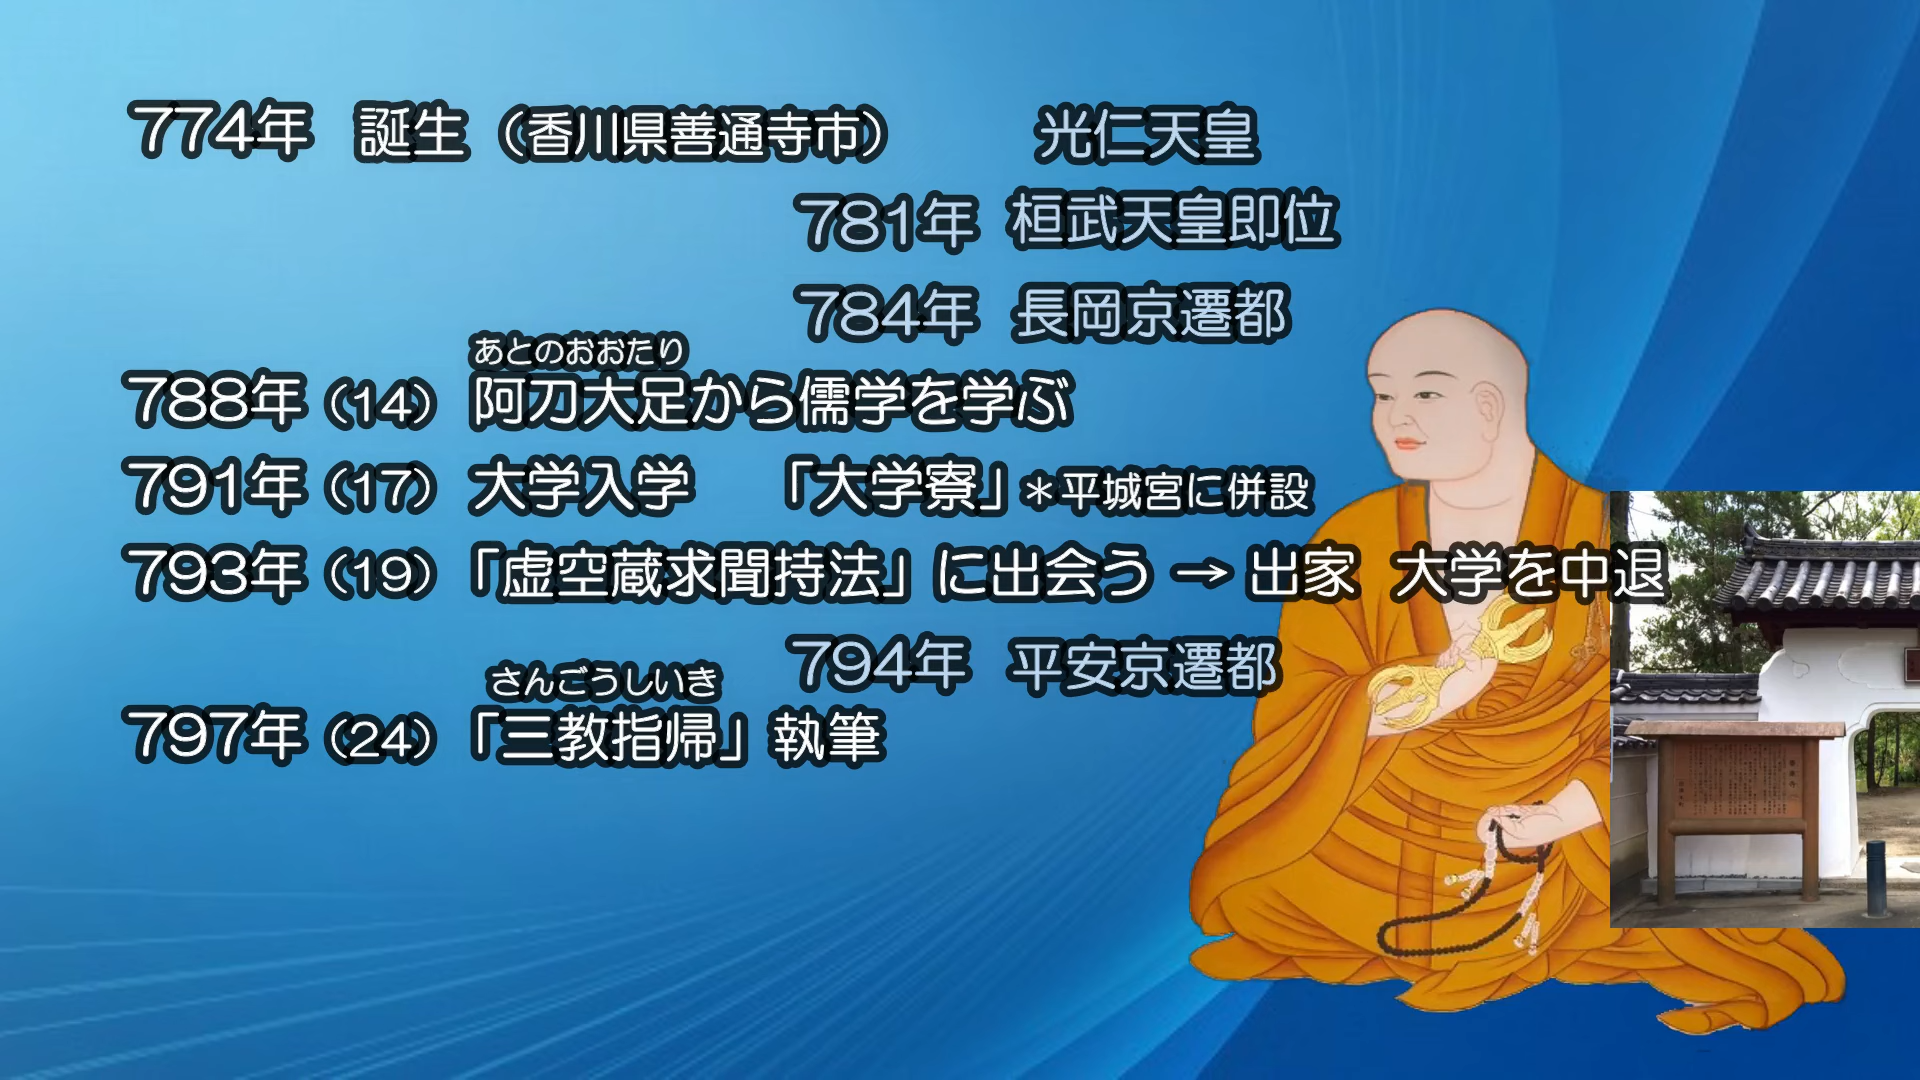 774年 誕生（香川県善通寺市） 光仁天皇
781年 桓武天皇即位
784年 長岡京遷都
あとのおおたり
788年（14） 阿刀大足から儒学を学ぶ
791年（17） 大学入学 「大学寮」＊平城宮に併設
793年（19）「虚空蔵求聞持法」に出会う → 出家 大学を中退
794年 平安京遷都
さんごうしいき
797年（24）「三教指帰」執筆